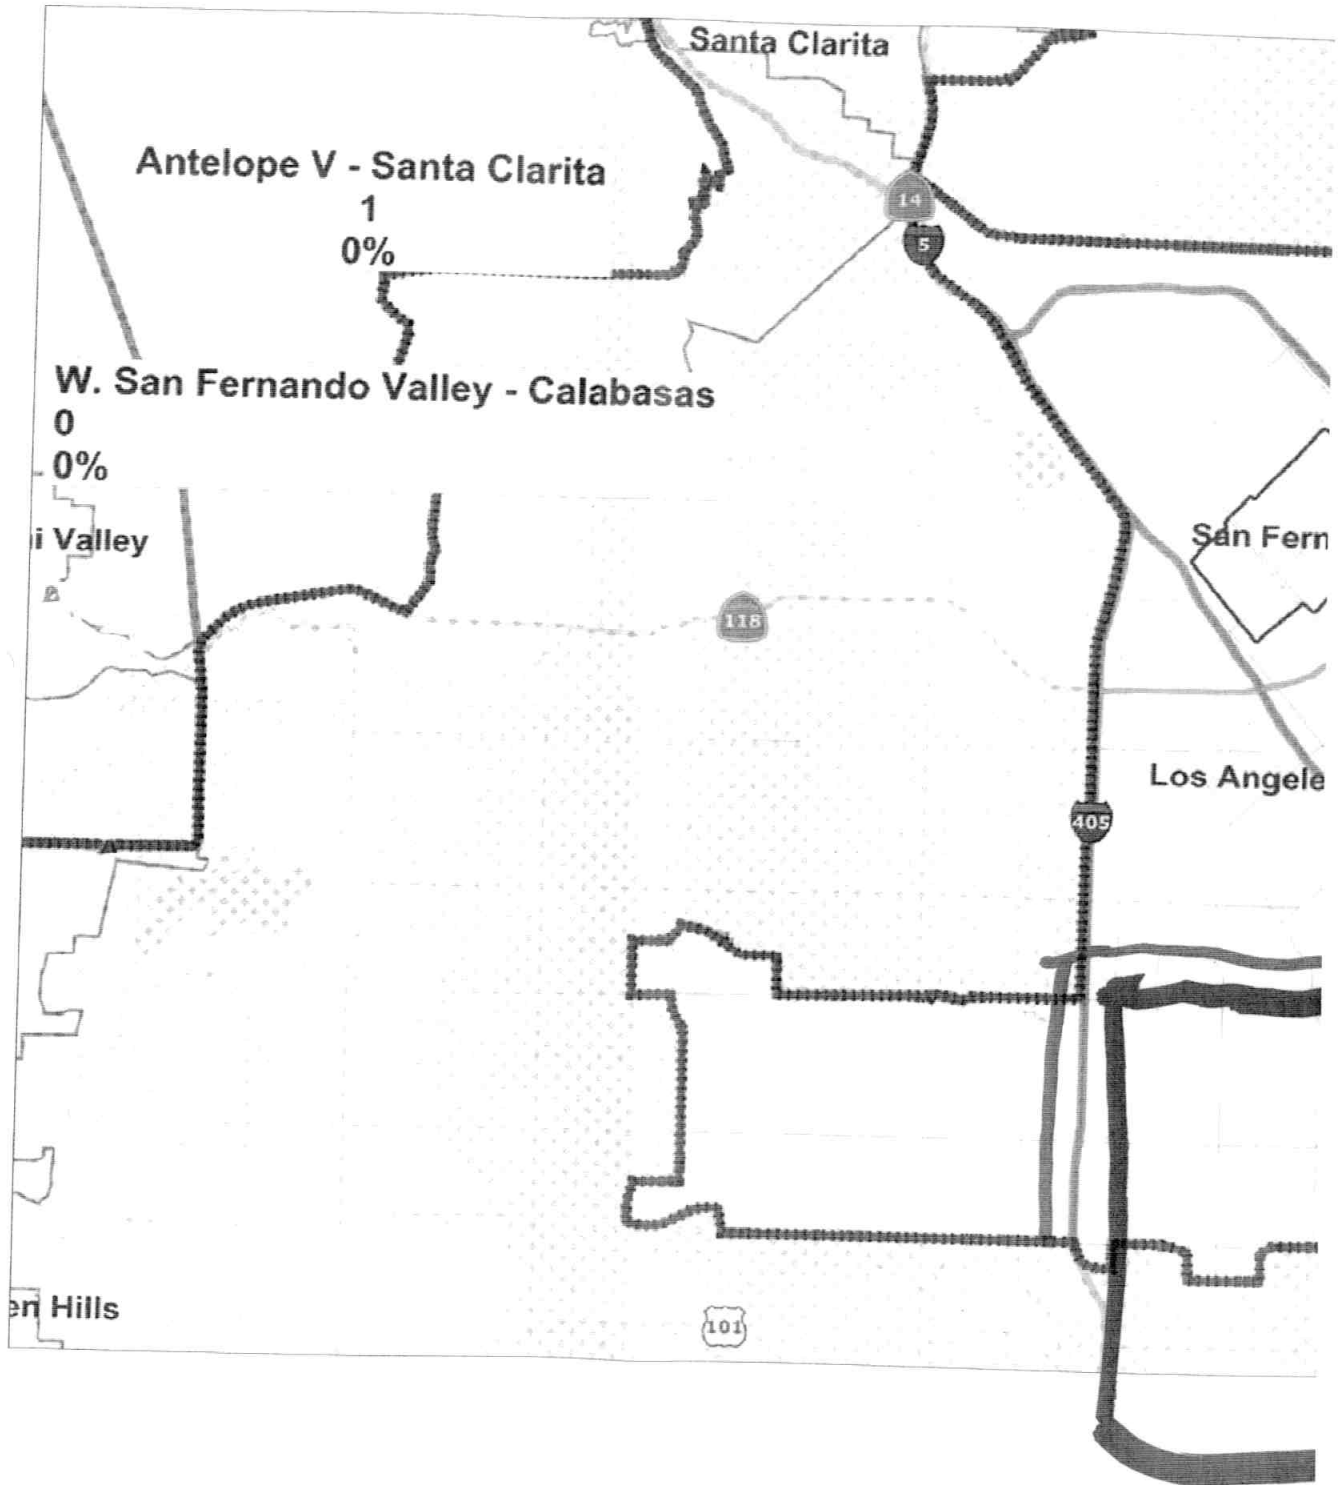 Santa Clarita
Antelope V - Santa Clarita
1
0%
14
5
W. San Fernando Valley - Calabasas
0
0%
i Valley
San Fern
118
Los Angele
405
en Hills
101